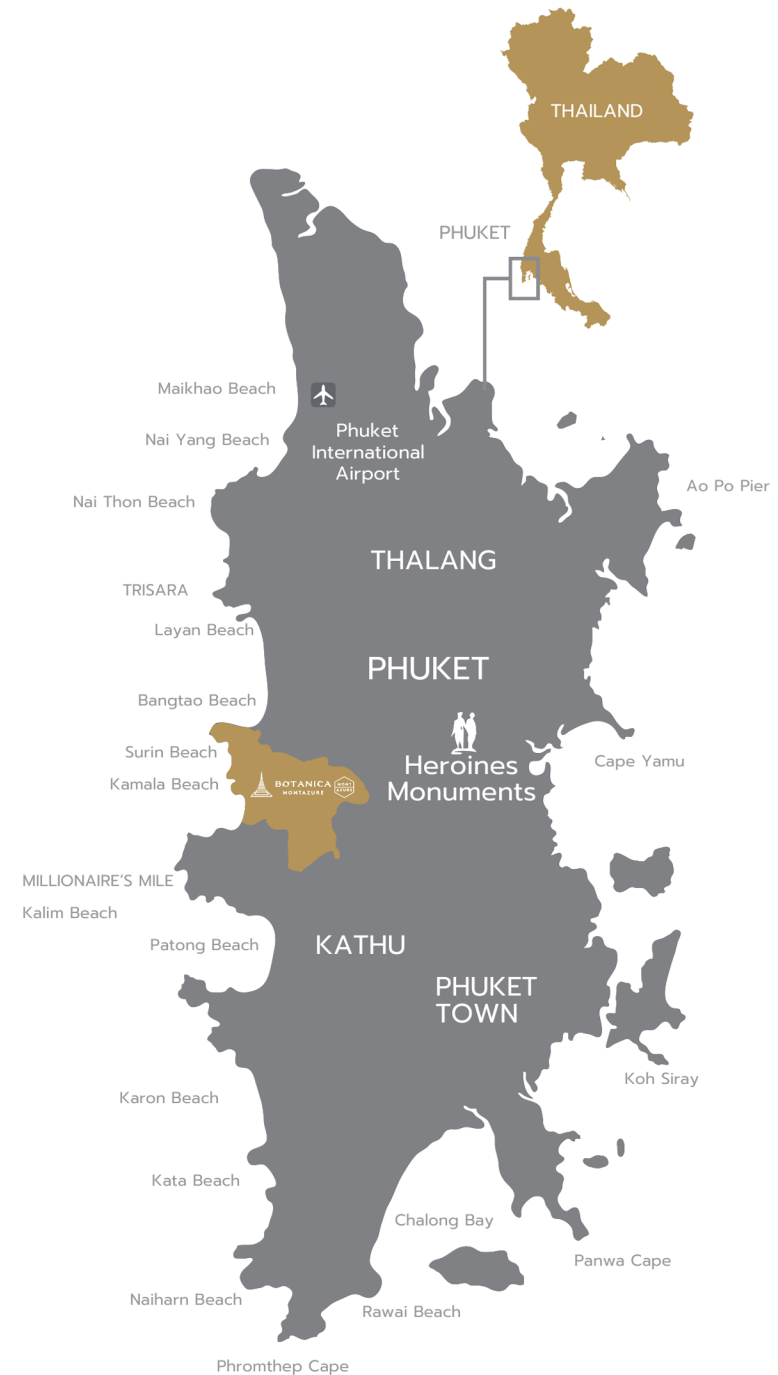 THAILAND
PHUKET
Maikhao Beach
Phuket
International
Airport
Nai Yang Beach
Nai Thon Beach
Ao Po Pier
THALANG
TRISARA
Layan Beach
PHUKET
Bangtao Beach
Surin Beach
Heroines
Monuments
Cape Yamu
Kamala Beach
BOTANICA
MONTAZURE
MONT
AZURE
MILLIONAIRE'S MILE
Kalim Beach
Patong Beach
KATHU
PHUKET
TOWN
Koh Siray
Karon Beach
Kata Beach
Chalong Bay
Panwa Cape
Naiharn Beach
Rawai Beach
Phromthep Cape